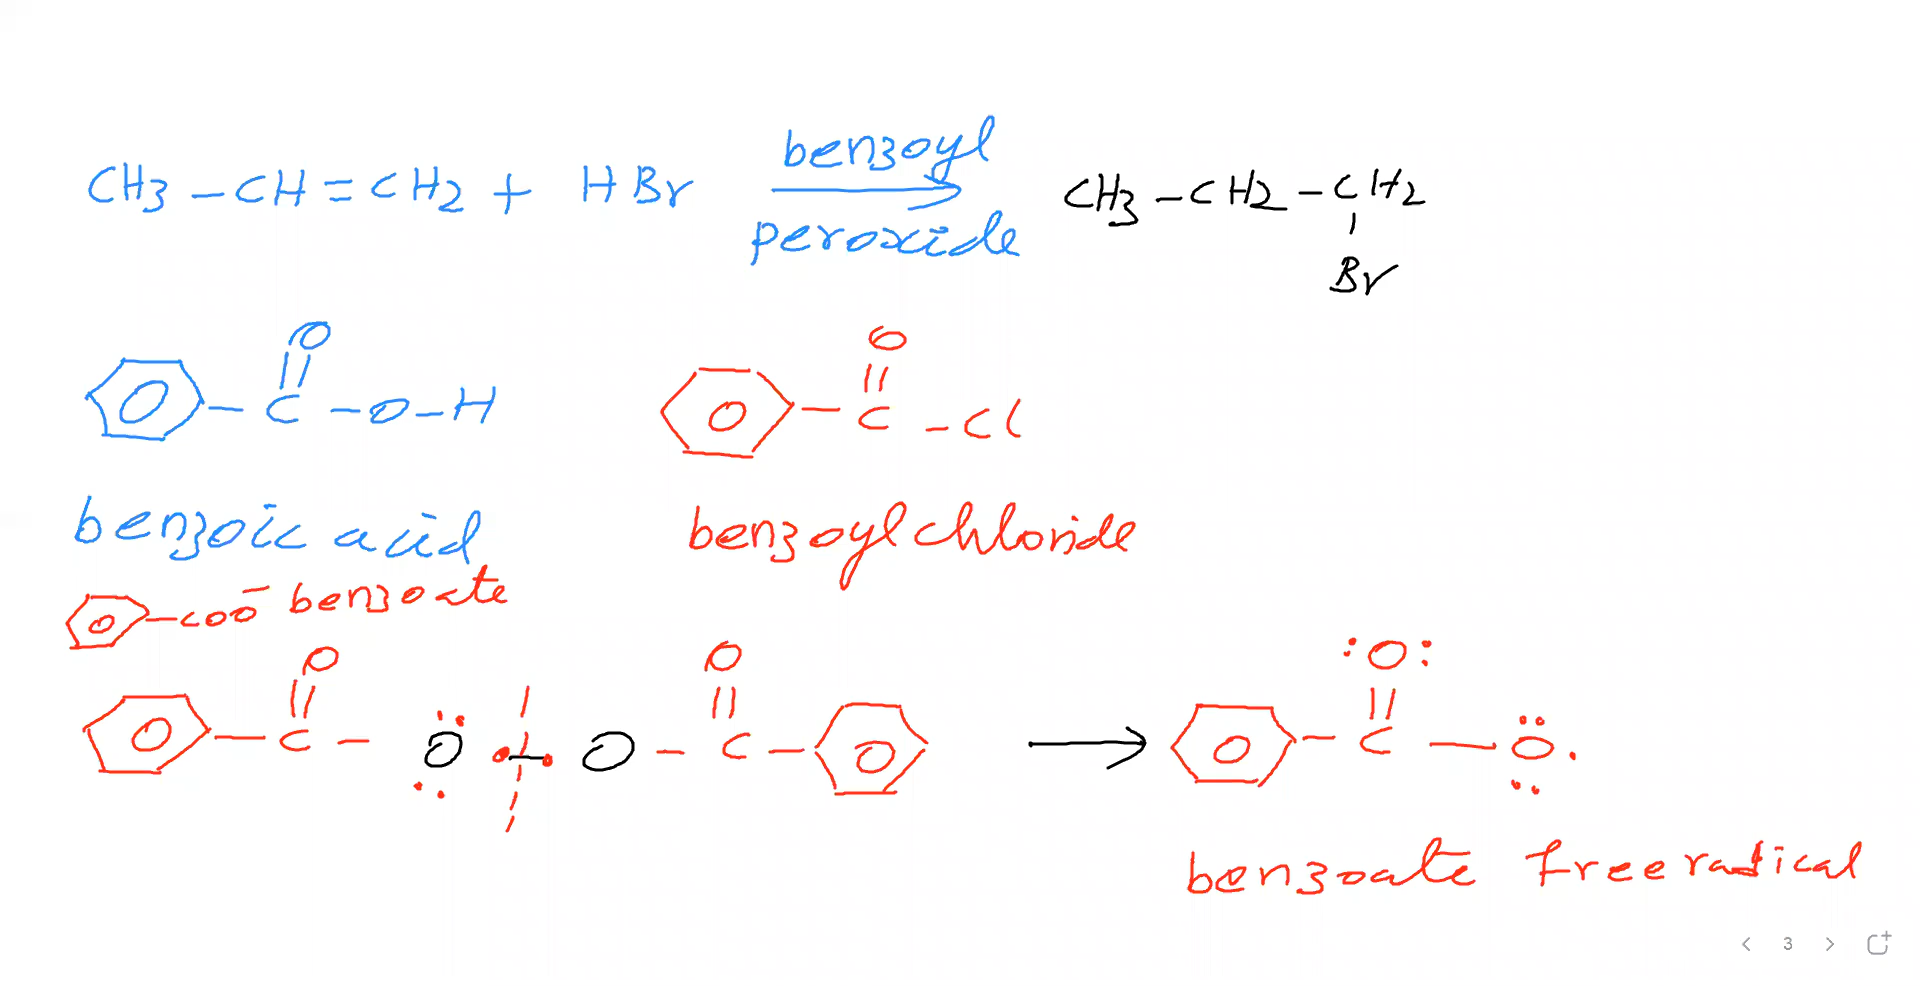 CH3 - CH = CH2 + HBr benzoyl peroxide CH3 - CH2 - CH2
Br
O O
C - O - H C - Cl
benzoic acid benzoyl chloride
-COO⁻ benzoate
O O :O:
C - O - O - C C - O.
benzoate free radical
3